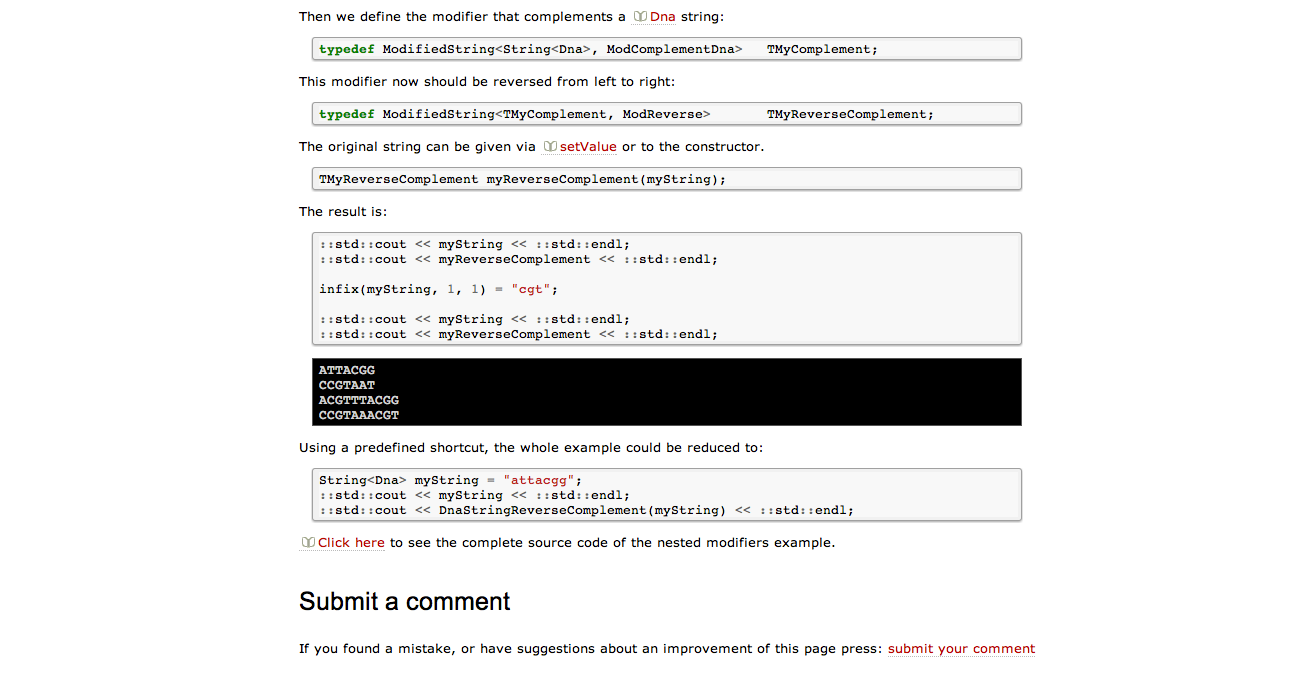 Then we define the modifier that complements a Dna string:
typedef ModifiedString<String<Dna>, ModComplementDna>   TMyComplement;
This modifier now should be reversed from left to right:
typedef ModifiedString<TMyComplement, ModReverse>       TMyReverseComplement;
The original string can be given via setValue or to the constructor.
TMyReverseComplement myReverseComplement(myString);
The result is:
::std::cout << myString << ::std::endl;
::std::cout << myReverseComplement << ::std::endl;
infix(myString, 1, 1) = "cgt";
::std::cout << myString << ::std::endl;
::std::cout << myReverseComplement << ::std::endl;
ATTACGG
CCGTAAT
ACGTTTACGG
CCGTAAACGT
Using a predefined shortcut, the whole example could be reduced to:
String<Dna> myString = "attacgg";
::std::cout << myString << ::std::endl;
::std::cout << DnaStringReverseComplement(myString) << ::std::endl;
Click here to see the complete source code of the nested modifiers example.
Submit a comment
If you found a mistake, or have suggestions about an improvement of this page press: submit your comment